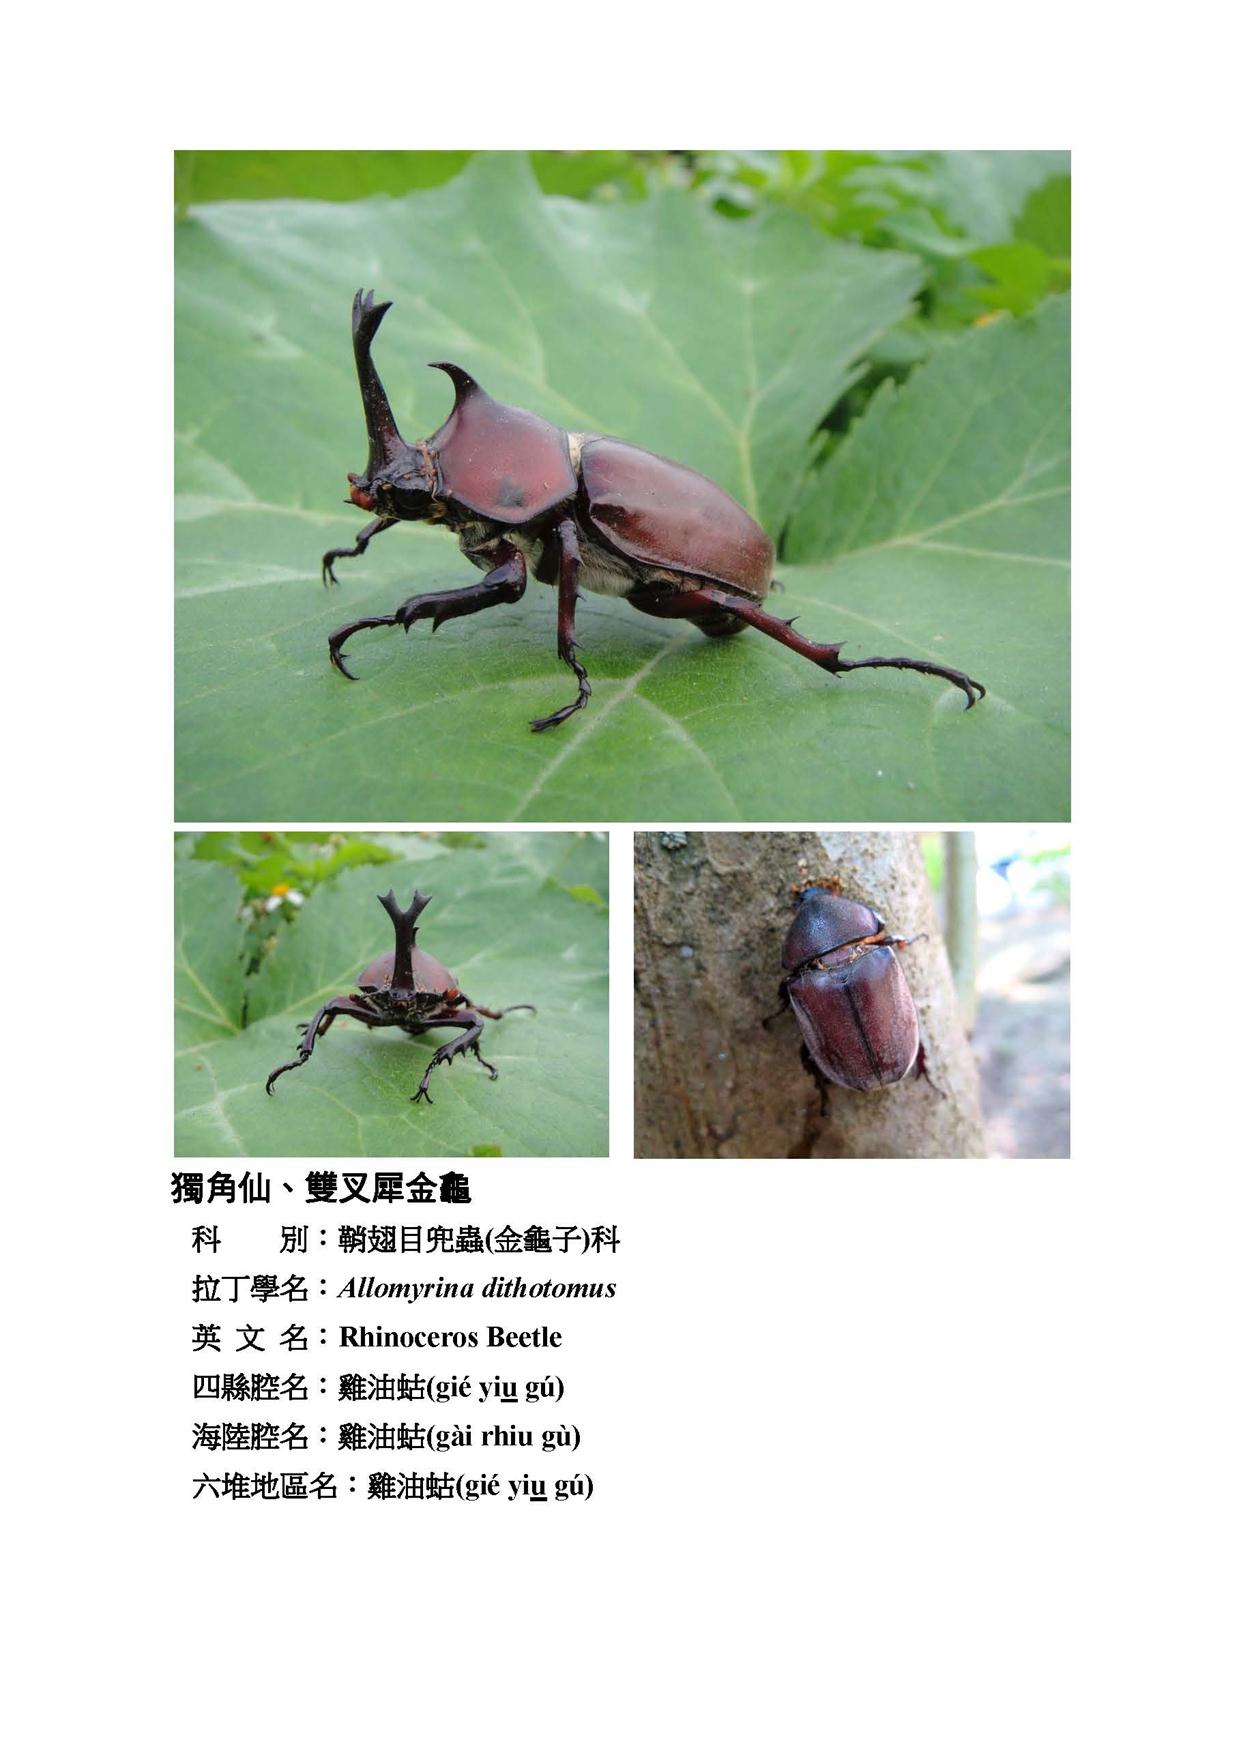 獨角仙、雙叉犀金龜
科　　別：鞘翅目兜蟲(金龜子)科
拉丁學名：Allomyrina dithotomus
英 文 名：Rhinoceros Beetle
四縣腔名：雞油蛄(gié yiu gú)
海陸腔名：雞油蛄(gài rhiu gù)
六堆地區名：雞油蛄(gié yiu gú)